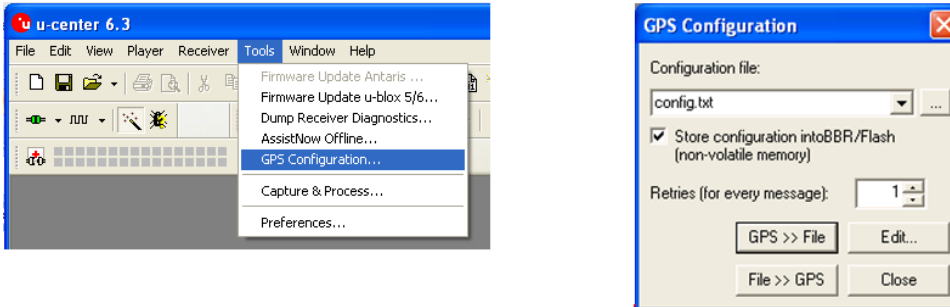 u-center 6.3
File Edit View Player Receiver Tools Window Help
Firmware Update Antaris ...
Firmware Update u-blox 5/6...
Dump Receiver Diagnostics...
AssistNow Offline...
GPS Configuration...
Capture & Process...
Preferences...
GPS Configuration
Configuration file:
config.txt
...
Store configuration intoBBR/Flash
(non-volatile memory)
Retries (for every message):
1
GPS >> File
Edit...
File >> GPS
Close